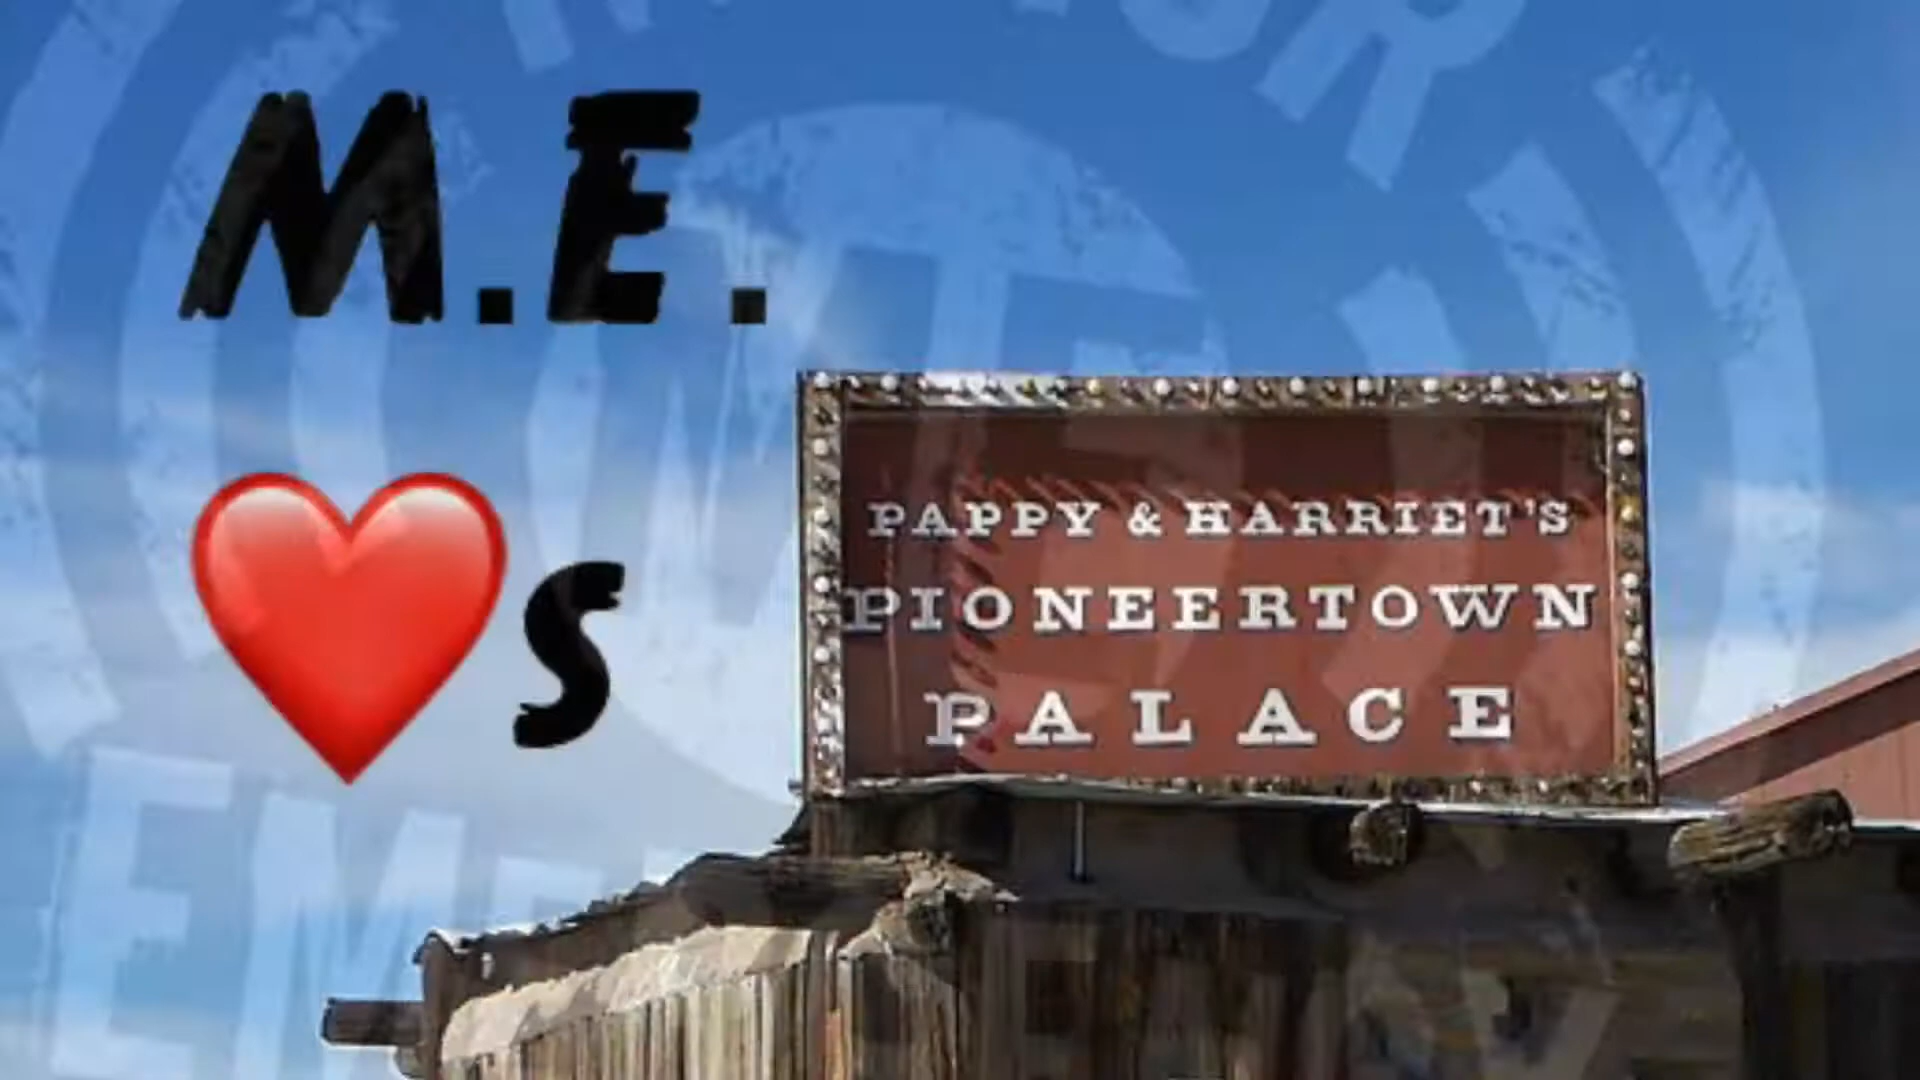 M.E.
❤️s
PAPPY & HARRIET'S
PIONEERTOWN
PALACE